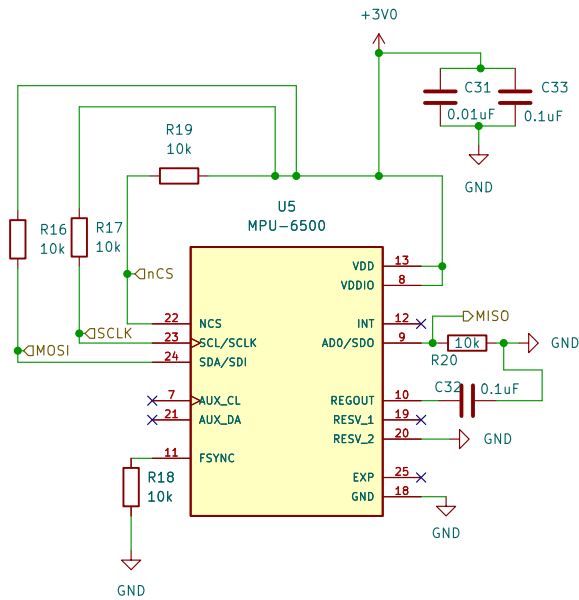 +3V0
C31
C33
0.01uF
0.1uF
GND
R19
10k
U5
MPU-6500
R16
10k
R17
10k
nCS
SCLK
MOSI
VDD
13
VDDIO
8
22
NCS
INT
12
MISO
23
SCL/SCLK
AD0/SDO
9
10k
GND
24
SDA/SDI
R20
C32
0.1uF
7
AUX_CL
REGOUT
10
21
AUX_DA
RESV_1
19
RESV_2
20
GND
11
FSYNC
R18
10k
EXP
25
GND
18
GND
GND